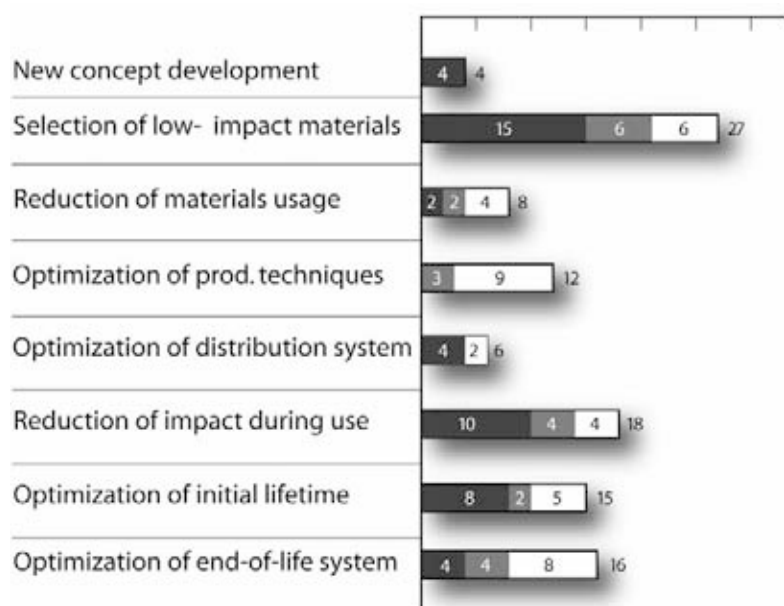 New concept development 4 4
Selection of low- impact materials 15 6 6 27
Reduction of materials usage 2 2 4 8
Optimization of prod. techniques 3 9 12
Optimization of distribution system 4 2 6
Reduction of impact during use 10 4 4 18
Optimization of initial lifetime 8 2 5 15
Optimization of end-of-life system 4 4 8 16